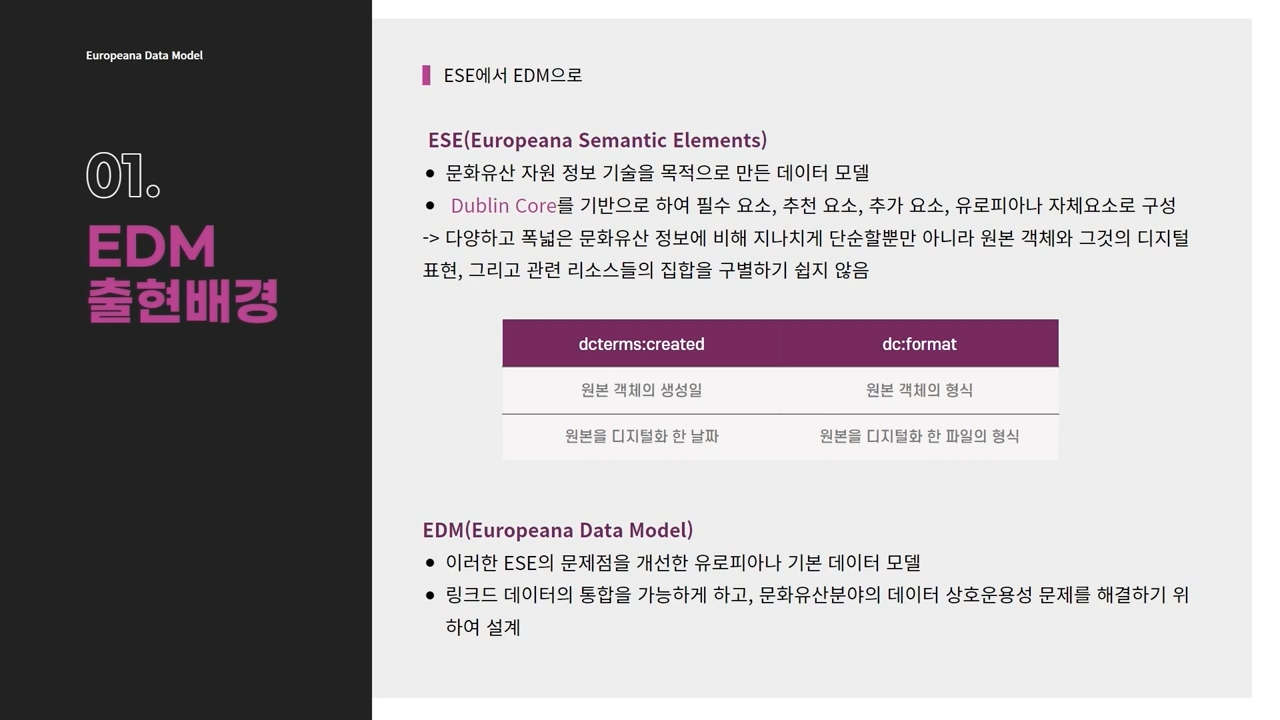 Europeana Data Model
01.
EDM
출현배경
ESE에서 EDM으로
ESE(Europeana Semantic Elements)
● 문화유산 자원 정보 기술을 목적으로 만든 데이터 모델
● Dublin Core를 기반으로 하여 필수 요소, 추천 요소, 추가 요소, 유로피아나 자체요소로 구성
-> 다양하고 폭넓은 문화유산 정보에 비해 지나치게 단순할뿐만 아니라 원본 객체와 그것의 디지털
표현, 그리고 관련 리소스들의 집합을 구별하기 쉽지 않음
dcterms:created dc:format
원본 객체의 생성일 원본 객체의 형식
원본을 디지털화 한 날짜 원본을 디지털화 한 파일의 형식
EDM(Europeana Data Model)
● 이러한 ESE의 문제점을 개선한 유로피아나 기본 데이터 모델
● 링크드 데이터의 통합을 가능하게 하고, 문화유산분야의 데이터 상호운용성 문제를 해결하기 위
하여 설계